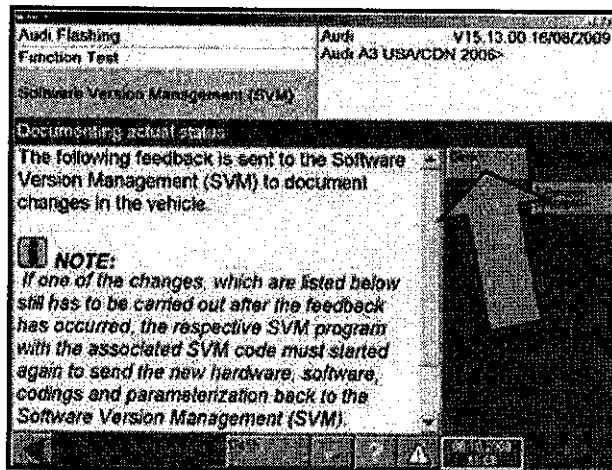 Audi Flashing
Audi V15.13.00 16/08/2009
Function Test
Audi A3 USA/CDN 2006>
Software Version Management (SVM)
Documenting actual status
The following feedback is sent to the Software
Version Management (SVM) to document
changes in the vehicle.
NOTE:
If one of the changes, which are listed below
still has to be carried out after the feedback
has occurred, the respective SVM program
with the associated SVM code must started
again to send the new hardware, software,
codings and parameterization back to the
Software Version Management (SVM).